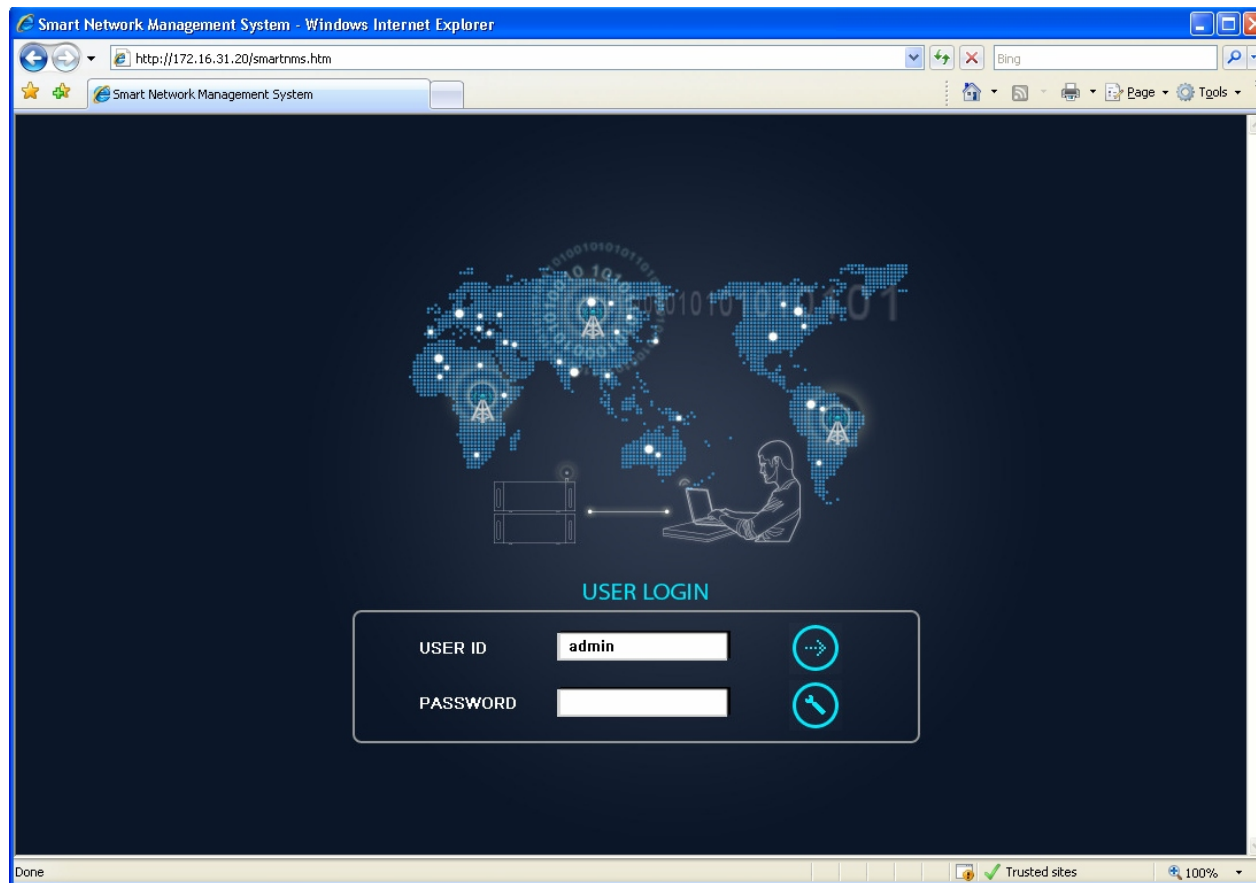 Smart Network Management System - Windows Internet Explorer
http://172.16.31.20/smartnms.htm
Bing
Smart Network Management System
Page
Tools
USER LOGIN
USER ID
admin
PASSWORD
Done
Trusted sites
100%